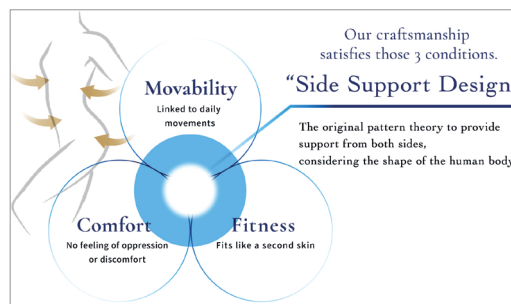 Our craftsmanship
satisfies those 3 conditions.
“Side Support Design
The original pattern theory to provide
support from both sides,
considering the shape of the human body
Movability
Linked to daily
movements
Comfort
No feeling of oppression
or discomfort
Fitness
Fits like a second skin